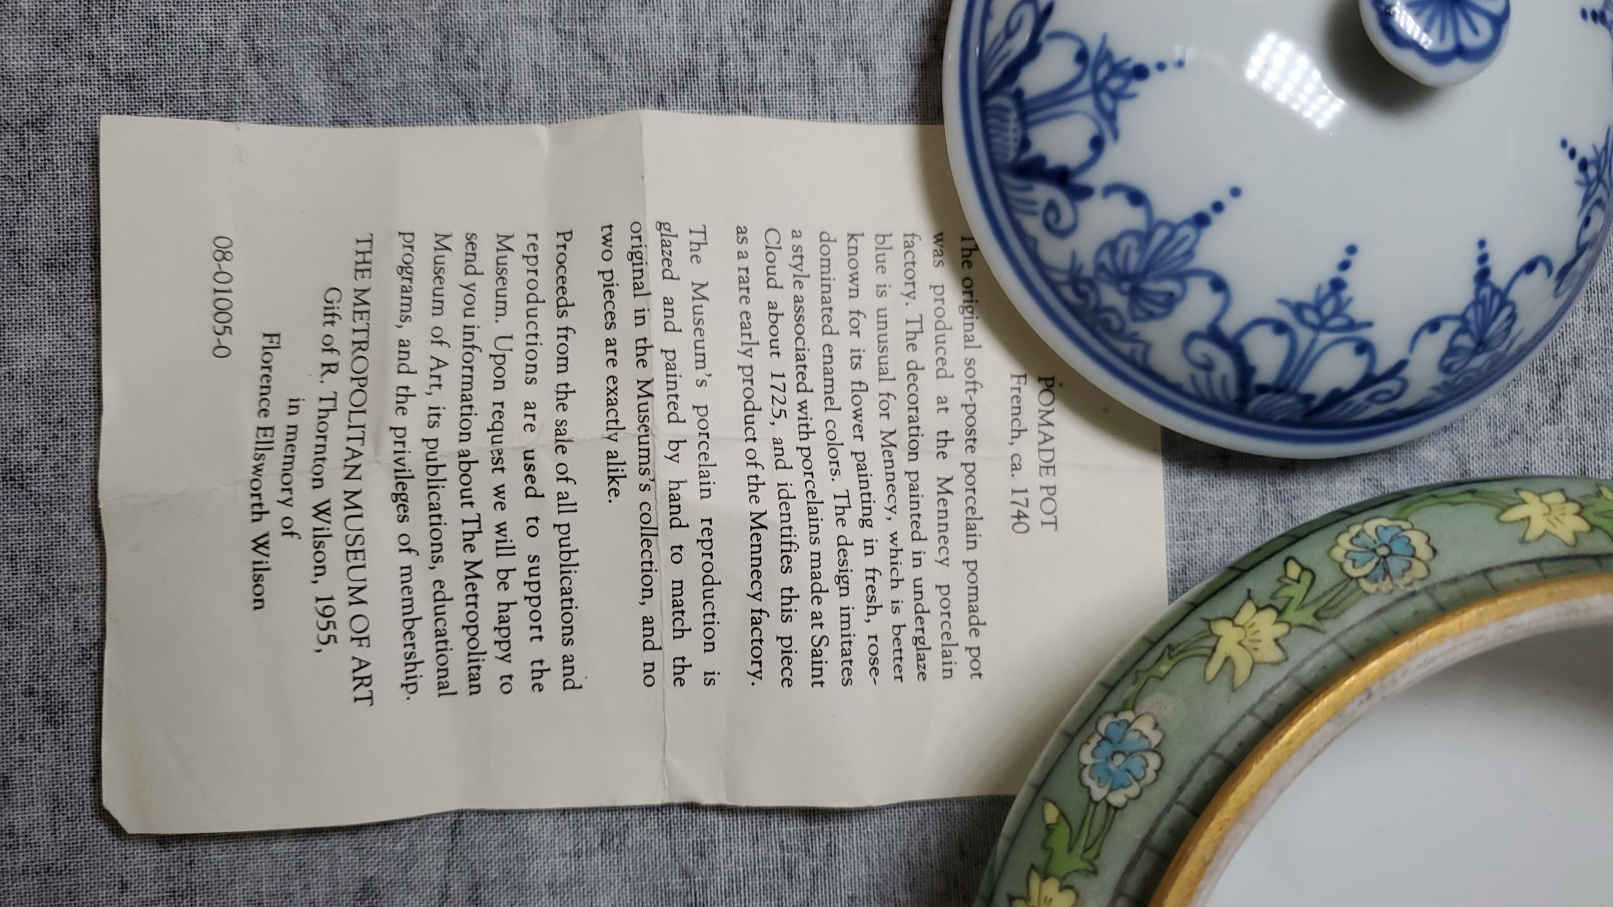 POMADE POT
French, ca. 1740
The original soft-poste porcelain pomade pot
was produced at the Mennecy porcelain
factory. The decoration painted in underglaze
blue is unusual for Mennecy, which is better
known for its flower painting in fresh, rose-
dominated enamel colors. The design imitates
a style associated with porcelains made at Saint
Cloud about 1725, and identifies this piece
as a rare early product of the Mennecy factory.
The Museum's porcelain reproduction is
glazed and painted by hand to match the
original in the Museums's collection, and no
two pieces are exactly alike.
Proceeds from the sale of all publications and
reproductions are used to support the
Museum. Upon request we will be happy to
send you information about The Metropolitan
Museum of Art, its publications, educational
programs, and the privileges of membership.
THE METROPOLITAN MUSEUM OF ART
Gift of R. Thornton Wilson, 1955,
in memory of
Florence Ellsworth Wilson
08-01005-0